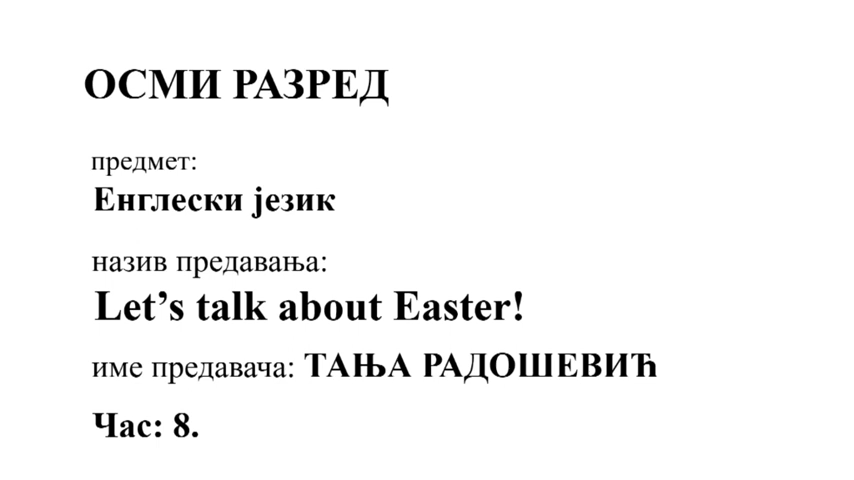 ОСМИ РАЗРЕД
предмет:
Енглески језик
назив предавања:
Let’s talk about Easter!
име предавача: ТАЊА РАДОШЕВИЋ
Час: 8.